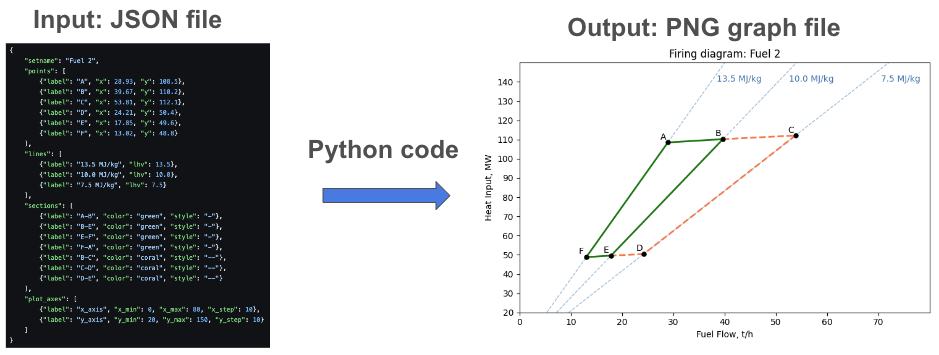 Input: JSON file
{
"setname": "Fuel 2",
"points": [
{"label": "A", "x": 28.93, "y": 108.5},
{"label": "B", "x": 39.67, "y": 110.2},
{"label": "C", "x": 53.81, "y": 112.1},
{"label": "D", "x": 24.21, "y": 50.4},
{"label": "E", "x": 17.85, "y": 49.6},
{"label": "F", "x": 13.02, "y": 48.8}
],
"lines": [
{"label": "13.5 MJ/kg", "lhv": 13.5},
{"label": "10.0 MJ/kg", "lhv": 10.0},
{"label": "7.5 MJ/kg", "lhv": 7.5}
],
"sections": [
{"label": "A-B", "color": "green", "style": "-"},
{"label": "B-E", "color": "green", "style": "-"},
{"label": "E-F", "color": "green", "style": "-"},
{"label": "F-A", "color": "green", "style": "-"},
{"label": "B-C", "color": "coral", "style": "--"},
{"label": "C-D", "color": "coral", "style": "--"},
{"label": "D-E", "color": "coral", "style": "--"}
],
"plot_axes": [
{"label": "x_axis", "x_min": 0, "x_max": 80, "x_step": 10},
{"label": "y_axis", "y_min": 20, "y_max": 150, "y_step": 10}
]
}
Python code
Output: PNG graph file
Firing diagram: Fuel 2
13.5 MJ/kg 10.0 MJ/kg 7.5 MJ/kg
140
130
120
110
100
90
80
70
60
50
40
30
20
Heat Input, MW
A B C
F E D
0 10 20 30 40 50 60 70
Fuel Flow, t/h